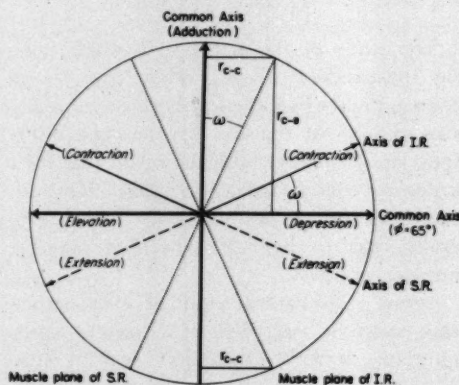 Common Axis
(Adduction)
r_c-c
ω
r_c-e
(Contraction)
(Contraction)
Axis of I.R.
ω
(Elevation)
(Depression)
Common Axis
(ϕ=65°)
(Extension)
(Extension)
Axis of S.R.
r_c-c
Muscle plane of S.R.
Muscle plane of I.R.